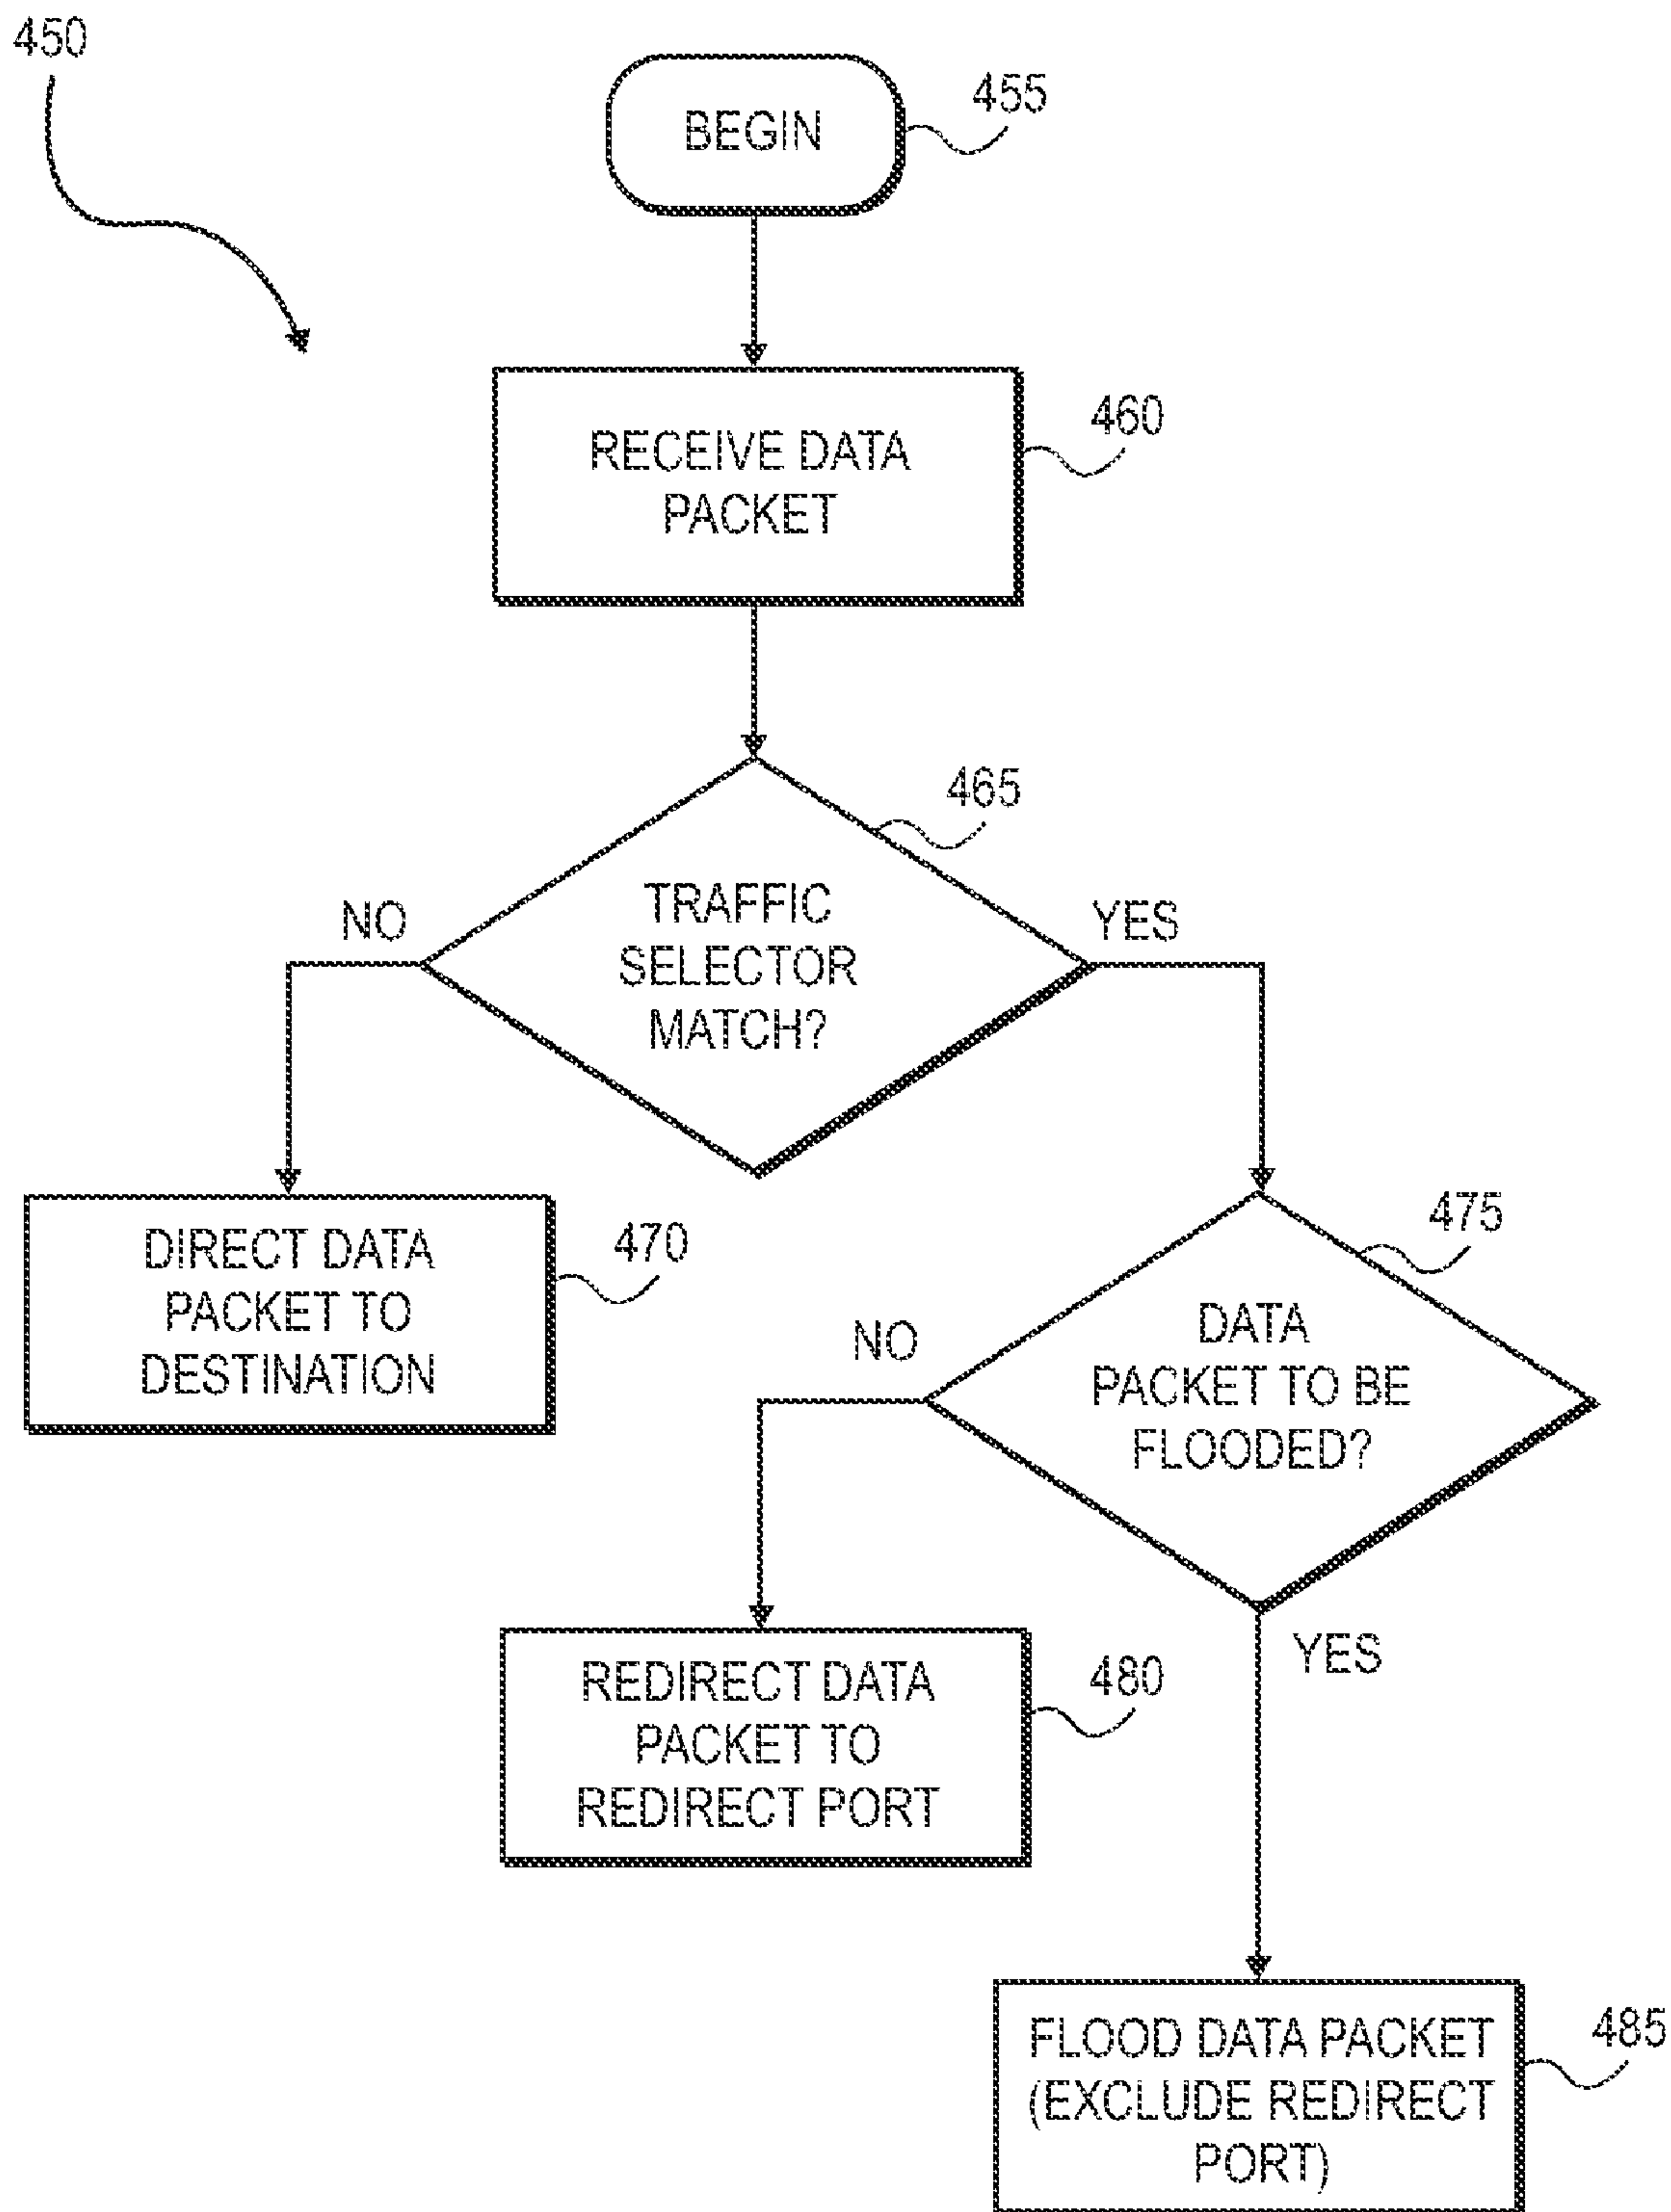 450
BEGIN
455
RECEIVE DATA
PACKET
460
465
TRAFFIC
SELECTOR
MATCH?
NO
YES
DIRECT DATA
PACKET TO
DESTINATION
470
475
DATA
PACKET TO BE
FLOODED?
NO
YES
REDIRECT DATA
PACKET TO
REDIRECT PORT
480
FLOOD DATA PACKET
(EXCLUDE REDIRECT
PORT)
485